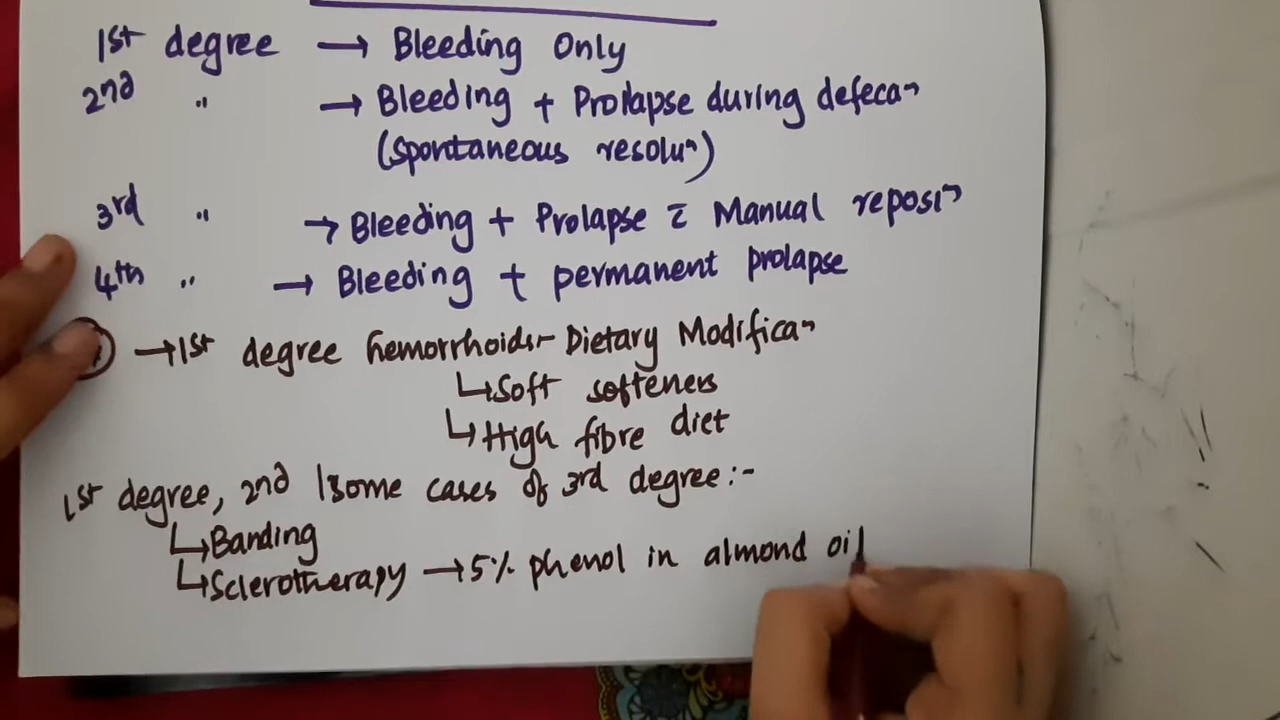 1st degree → Bleeding Only
2nd " → Bleeding + Prolapse during defecaⁿ
(Spontaneous resoluⁿ)
3rd " → Bleeding + Prolapse c̄ Manual reposiⁿ
4th " → Bleeding + permanent prolapse
→ 1st degree hemorrhoids - Dietary Modificaⁿ
↳ Soft softeners
↳ High fibre diet
1st degree, 2nd | some cases of 3rd degree :-
↳ Banding
↳ Sclerotherapy → 5% phenol in almond oil